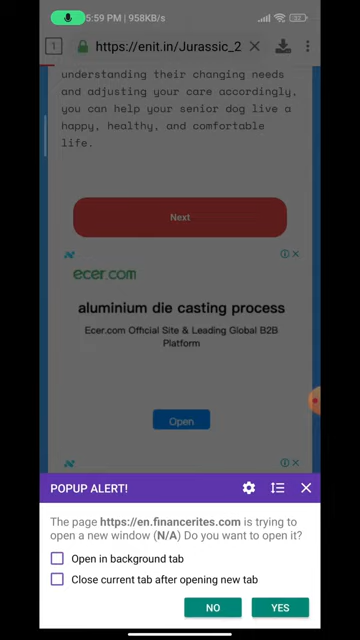 5:59 PM | 958KB/s
1
https://enit.in/Jurassic_2
understanding their changing needs
and adjusting your care accordingly,
you can help your senior dog live a
happy, healthy, and comfortable
life.
Next
ecer.com
aluminium die casting process
Ecer.com Official Site & Leading Global B2B
Platform
Open
POPUP ALERT!
The page https://en.financerites.com is trying to
open a new window (N/A) Do you want to open it?
Open in background tab
Close current tab after opening new tab
NO
YES